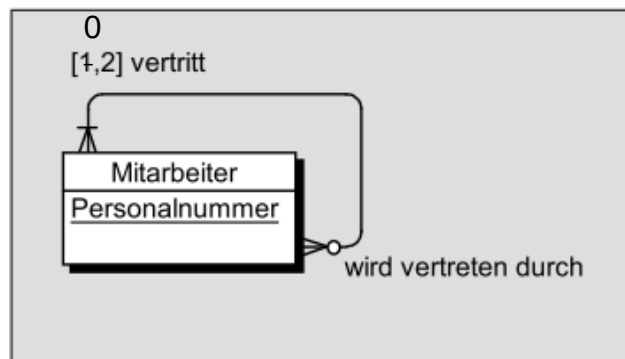 0
[1,2] vertritt
Mitarbeiter
Personalnummer
wird vertreten durch